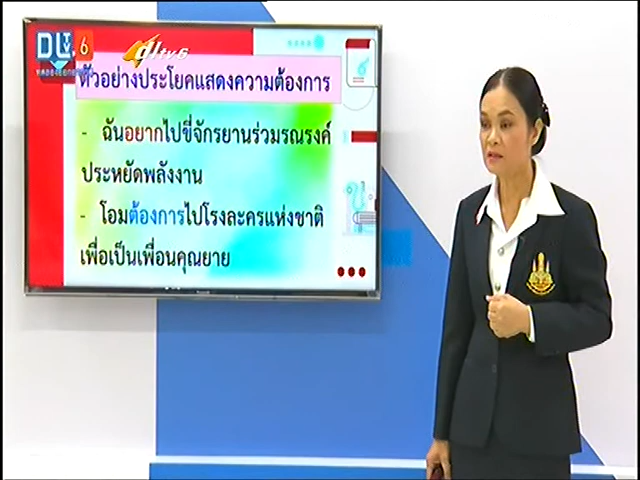 DLTV 6
dltv6
ตัวอย่างประโยคแสดงความต้องการ
- ฉันอยากไปขี่จักรยานร่วมรณรงค์
ประหยัดพลังงาน
- โอมต้องการไปโรงละครแห่งชาติ
เพื่อเป็นเพื่อนคุณยาย